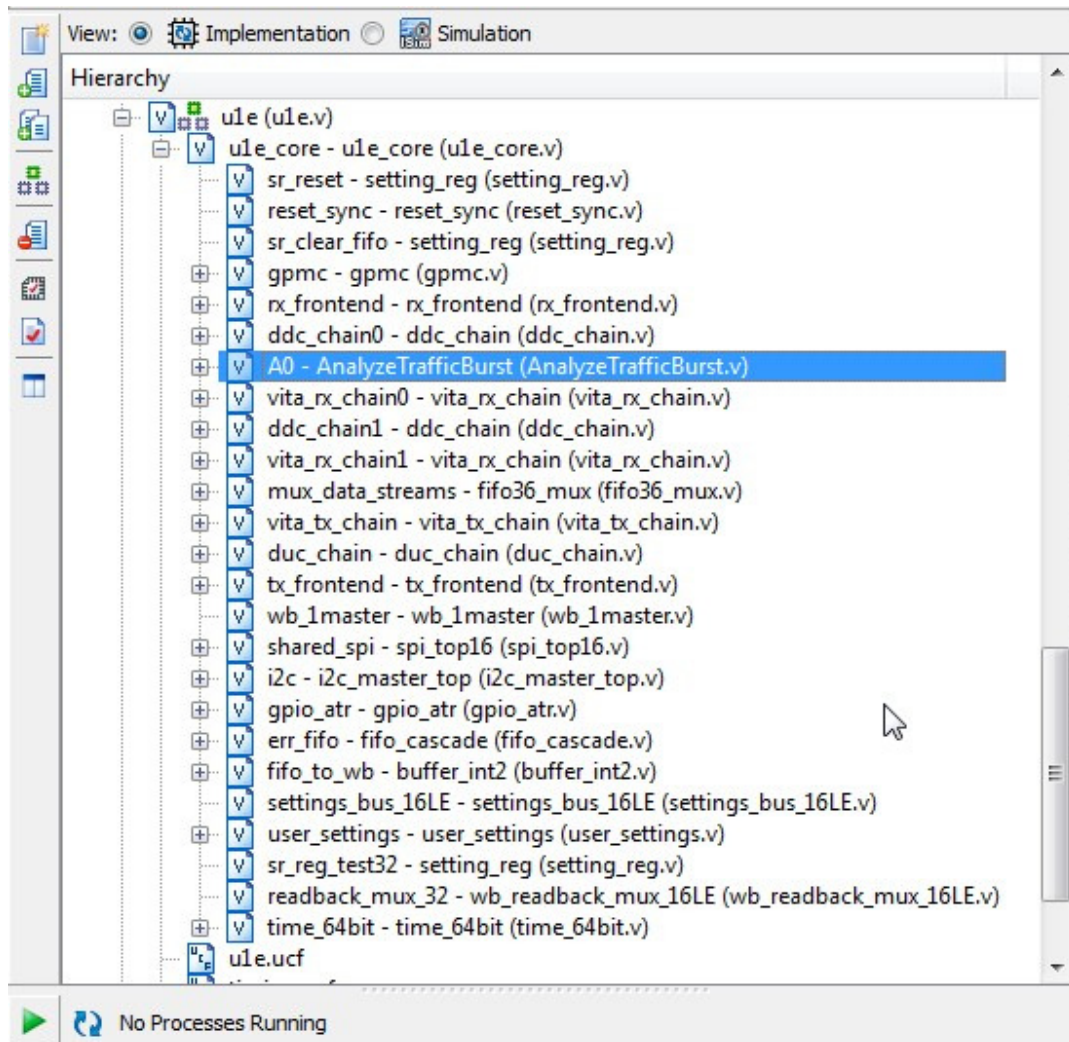 View: Implementation Simulation
Hierarchy
u1e (u1e.v)
u1e_core - u1e_core (u1e_core.v)
sr_reset - setting_reg (setting_reg.v)
reset_sync - reset_sync (reset_sync.v)
sr_clear_fifo - setting_reg (setting_reg.v)
gpmc - gpmc (gpmc.v)
rx_frontend - rx_frontend (rx_frontend.v)
ddc_chain0 - ddc_chain (ddc_chain.v)
A0 - AnalyzeTrafficBurst (AnalyzeTrafficBurst.v)
vita_rx_chain0 - vita_rx_chain (vita_rx_chain.v)
ddc_chain1 - ddc_chain (ddc_chain.v)
vita_rx_chain1 - vita_rx_chain (vita_rx_chain.v)
mux_data_streams - fifo36_mux (fifo36_mux.v)
vita_tx_chain - vita_tx_chain (vita_tx_chain.v)
duc_chain - duc_chain (duc_chain.v)
tx_frontend - tx_frontend (tx_frontend.v)
wb_1master - wb_1master (wb_1master.v)
shared_spi - spi_top16 (spi_top16.v)
i2c - i2c_master_top (i2c_master_top.v)
gpio_atr - gpio_atr (gpio_atr.v)
err_fifo - fifo_cascade (fifo_cascade.v)
fifo_to_wb - buffer_int2 (buffer_int2.v)
settings_bus_16LE - settings_bus_16LE (settings_bus_16LE.v)
user_settings - user_settings (user_settings.v)
sr_reg_test32 - setting_reg (setting_reg.v)
readback_mux_32 - wb_readback_mux_16LE (wb_readback_mux_16LE.v)
time_64bit - time_64bit (time_64bit.v)
u1e.ucf
No Processes Running